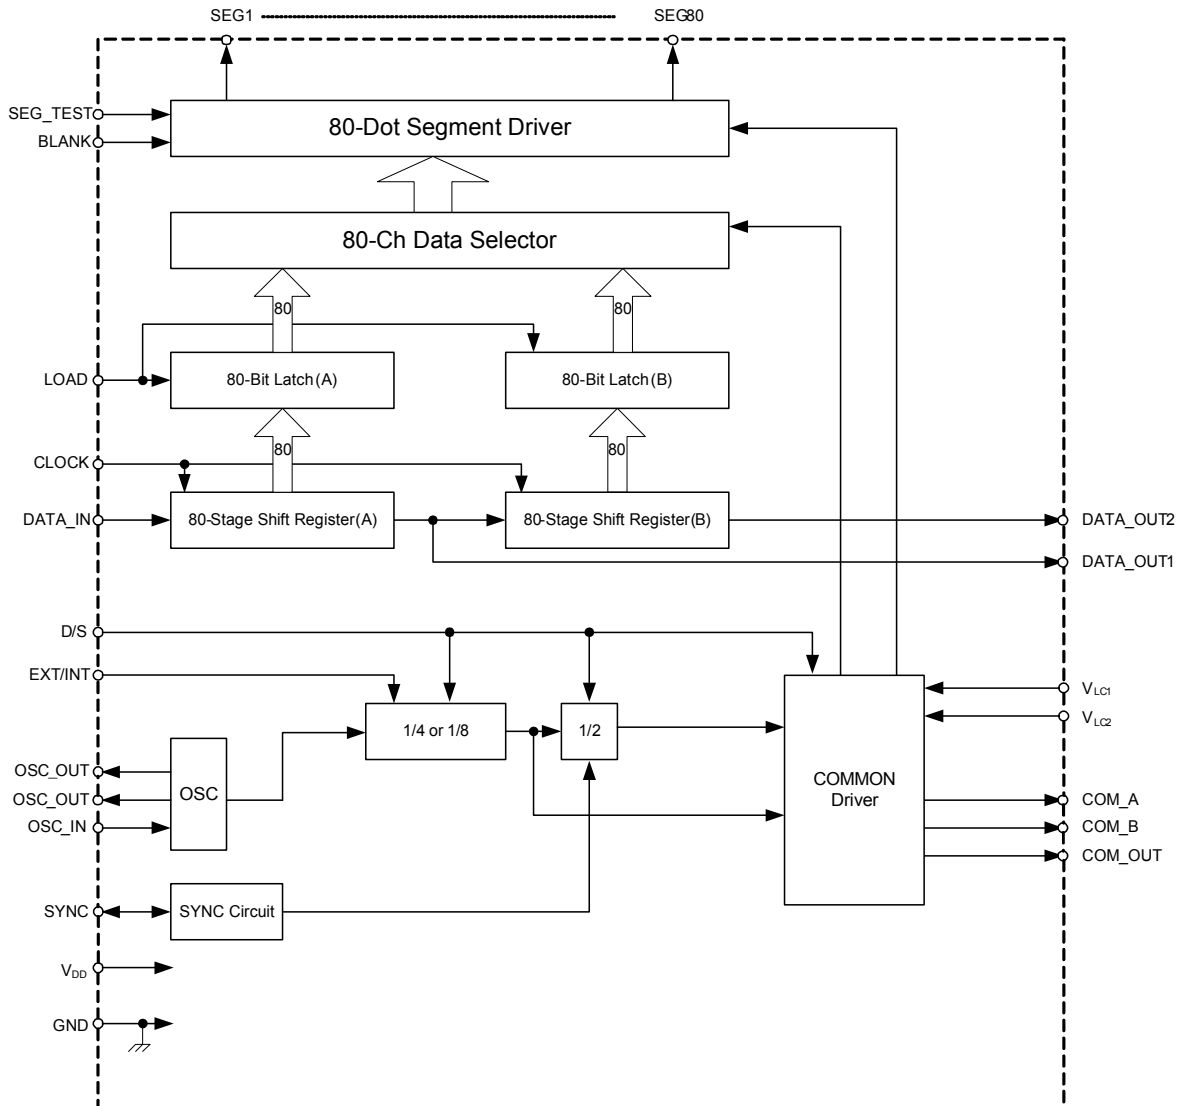 SEG1
SEG80
SEG_TEST
BLANK
80-Dot Segment Driver
80-Ch Data Selector
80
80
LOAD
80-Bit Latch(A)
80-Bit Latch(B)
80
80
CLOCK
DATA_IN
80-Stage Shift Register(A)
80-Stage Shift Register(B)
DATA_OUT2
DATA_OUT1
D/S
EXT/INT
1/4 or 1/8
1/2
VLC1
VLC2
OSC_OUT
OSC_OUT
OSC_IN
OSC
COMMON
Driver
COM_A
COM_B
COM_OUT
SYNC
SYNC Circuit
VDD
GND